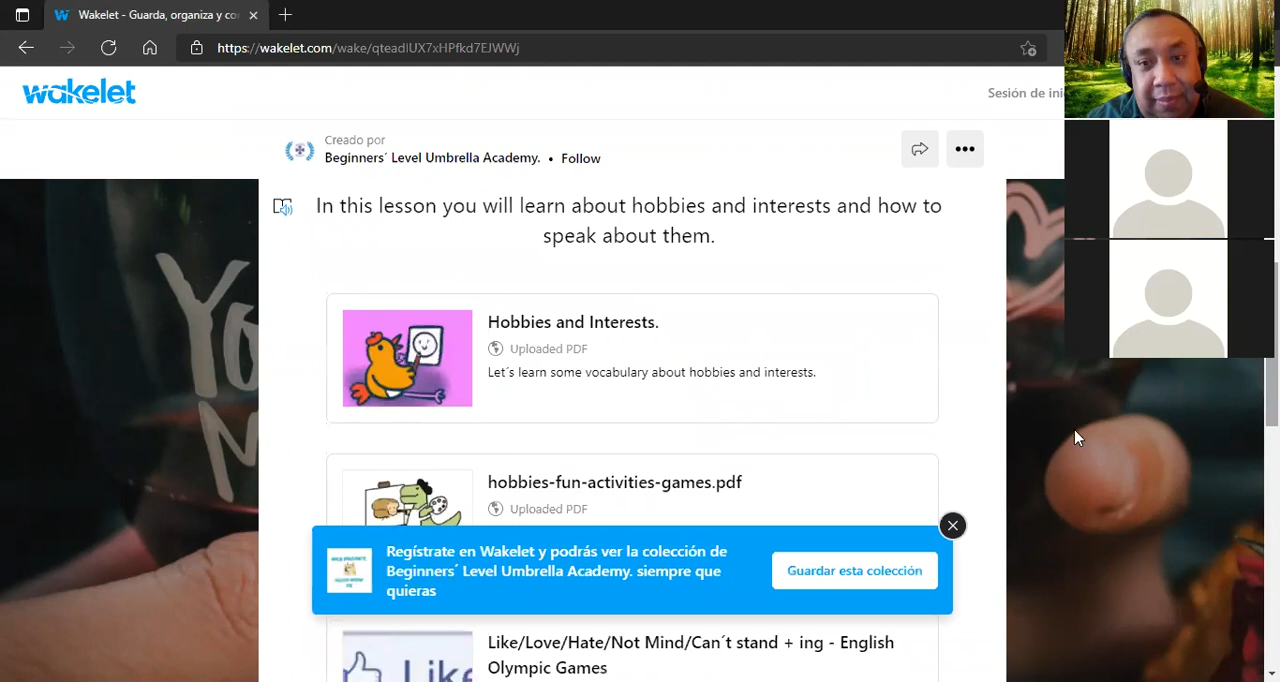 Wakelet - Guarda, organiza y co
https://wakelet.com/wake/qteadIUX7xHPfkd7EJWWj
wakelet
Sesión de ini
Creado por
Beginners´ Level Umbrella Academy. • Follow
In this lesson you will learn about hobbies and interests and how to
speak about them.
Hobbies and Interests.
Uploaded PDF
Let´s learn some vocabulary about hobbies and interests.
hobbies-fun-activities-games.pdf
Uploaded PDF
Regístrate en Wakelet y podrás ver la colección de
Beginners´ Level Umbrella Academy. siempre que
quieras
Guardar esta colección
Like/Love/Hate/Not Mind/Can´t stand + ing - English
Olympic Games
Like